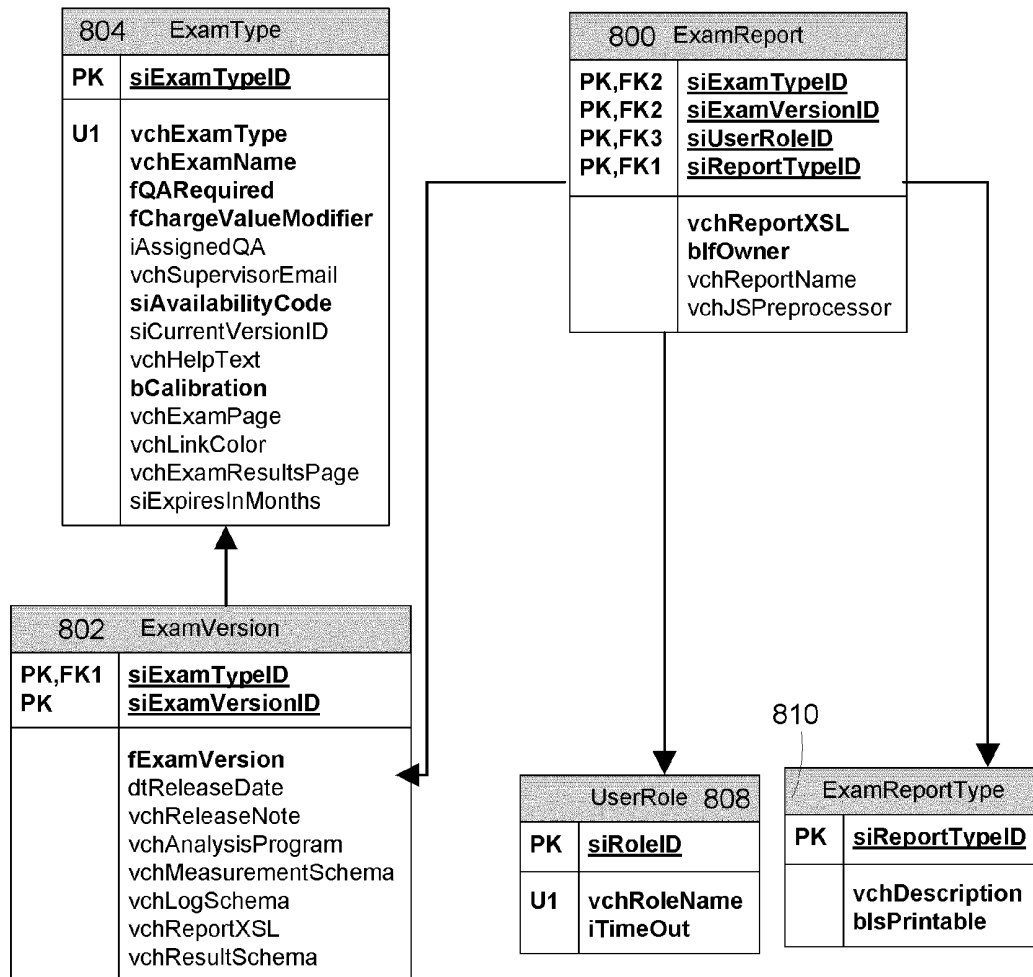 804 ExamType
PK siExamTypeID
U1 vchExamType
vchExamName
fQARequired
fChargeValueModifier
iAssignedQA
vchSupervisorEmail
siAvailabilityCode
siCurrentVersionID
vchHelpText
bCalibration
vchExamPage
vchLinkColor
vchExamResultsPage
siExpiresInMonths
800 ExamReport
PK,FK2 siExamTypeID
PK,FK2 siExamVersionID
PK,FK3 siUserRoleID
PK,FK1 siReportTypeID
vchReportXSL
bIfOwner
vchReportName
vchJSPreprocessor
802 ExamVersion
PK,FK1 siExamTypeID
PK siExamVersionID
fExamVersion
dtReleaseDate
vchReleaseNote
vchAnalysisProgram
vchMeasurementSchema
vchLogSchema
vchReportXSL
vchResultSchema
UserRole 808
PK siRoleID
U1 vchRoleName
iTimeOut
810
ExamReportType
PK siReportTypeID
vchDescription
bIsPrintable